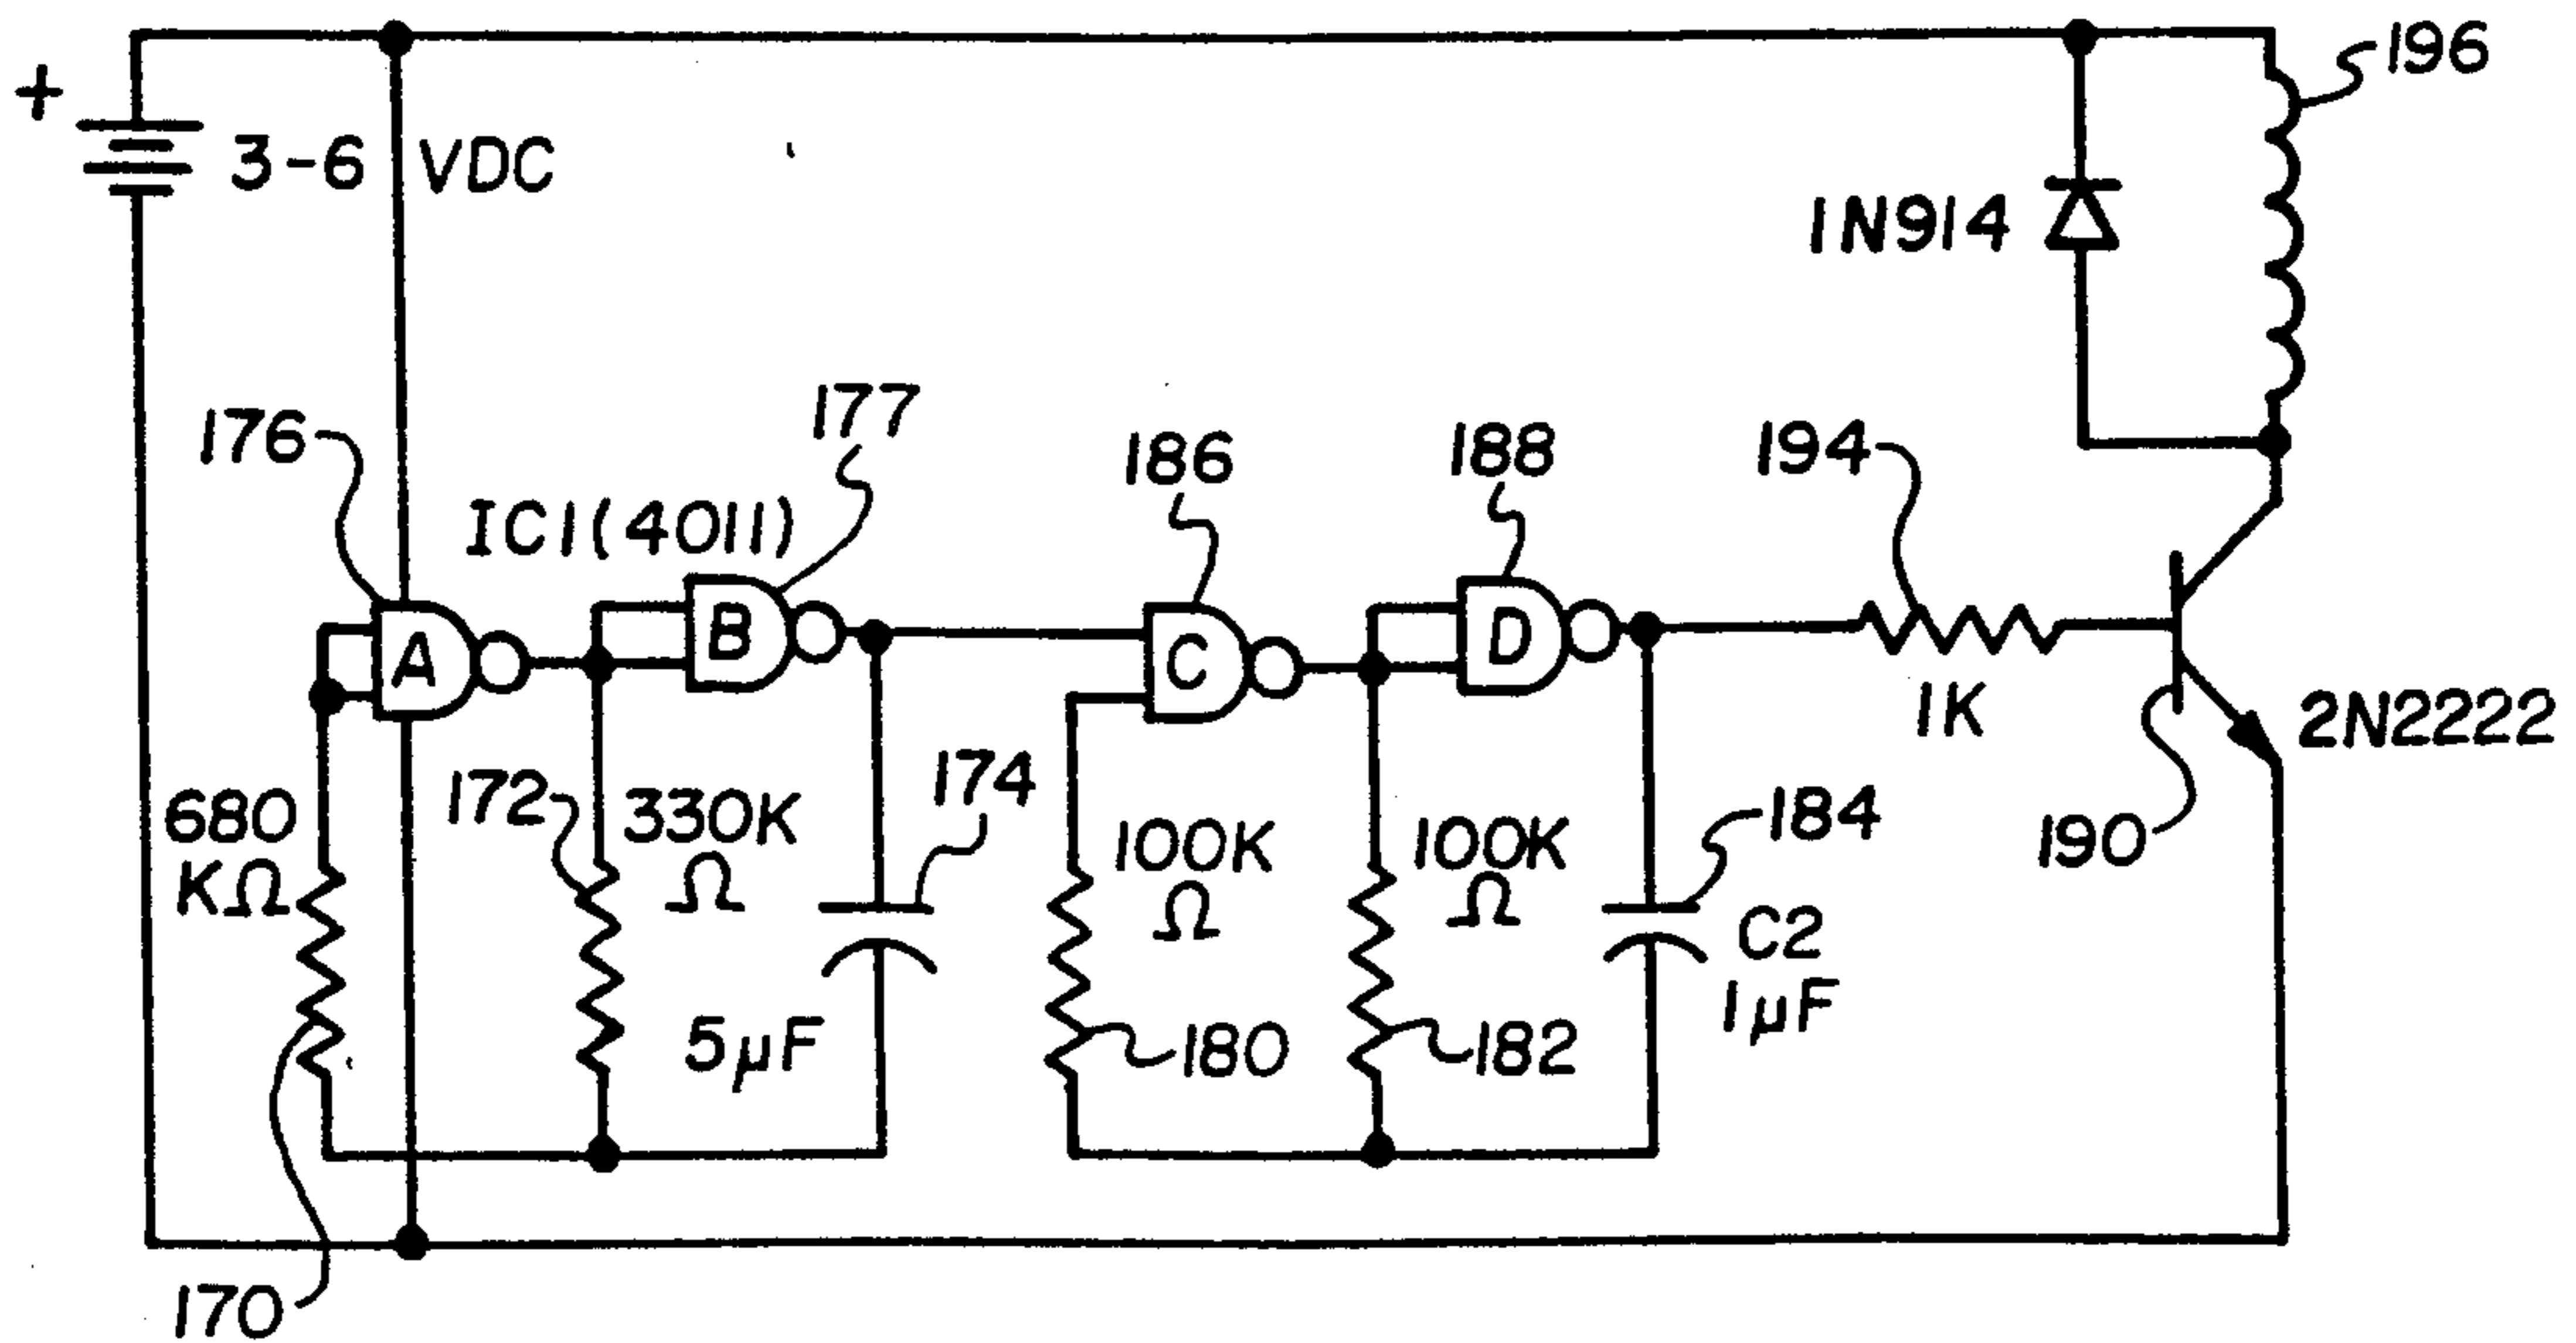 196
+
3-6 VDC
1N914
176
177
186
188
194
IC1(4011)
A
B
C
D
1K
2N2222
680
KΩ
172
330K
Ω
174
100K
Ω
100K
Ω
184
190
C2
1µF
5µF
180
182
170